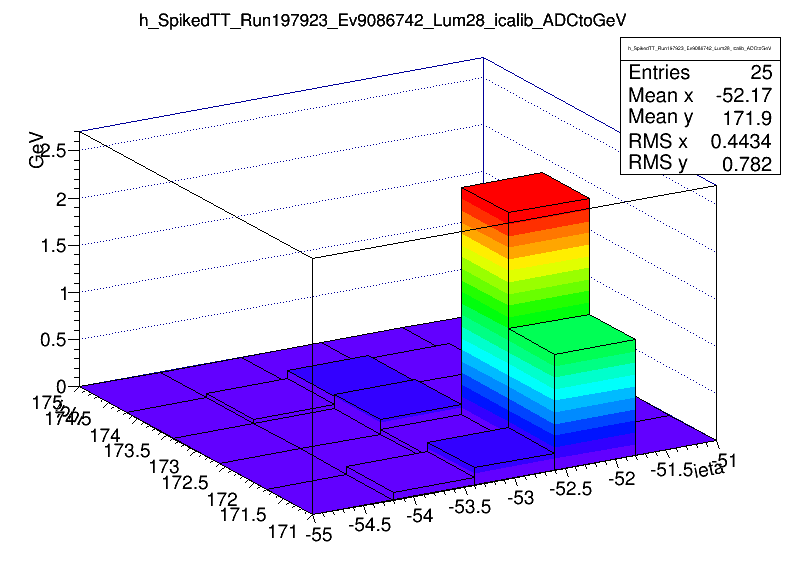 h_SpikedTT_Run197923_Ev9086742_Lum28_icalib_ADCtoGeV
h_SpikedTT_Run197923_Ev9086742_Lum28_icalib_ADCtoGeV
Entries 25
Mean x -52.17
Mean y 171.9
RMS x 0.4434
RMS y 0.782
GeV
2.5
2
1.5
1
0.5
0
175
174.5
174
173.5
173
172.5
172
171.5
171
-55
-54.5
-54
-53.5
-53
-52.5
-52
-51.5
-51
ieta